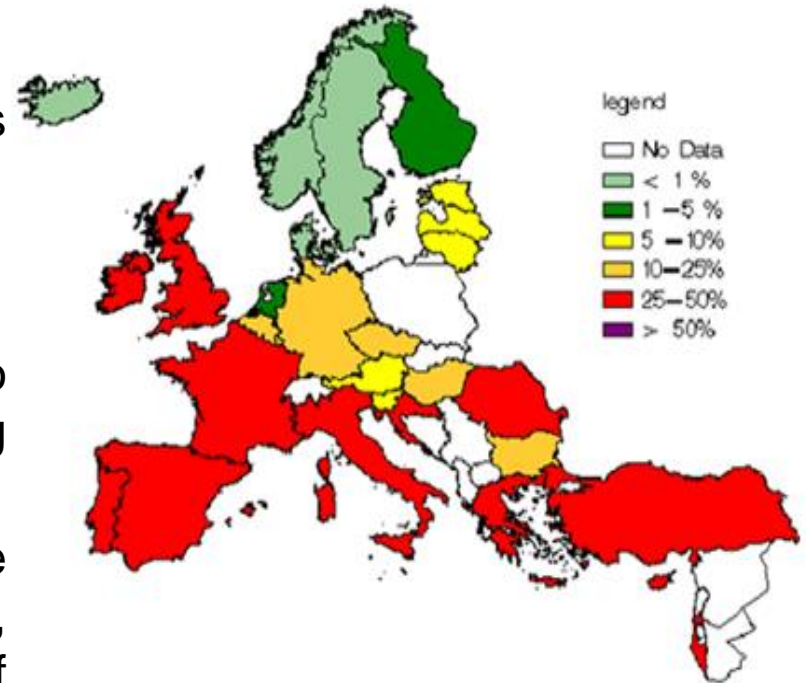 s
o
g
e
,
f
legend
No Data
< 1 %
1 –5 %
5 –10%
10–25%
25–50%
> 50%